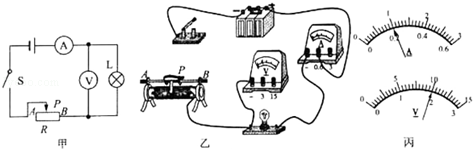 A
V
L
S
P
A
B
R
甲
A
P
B
V
- 3 15
A
- 0.6 3
乙
0 1 2 3
0 0.2 0.4 0.6
A
0 5 10 15
0 1 2 3
V
丙